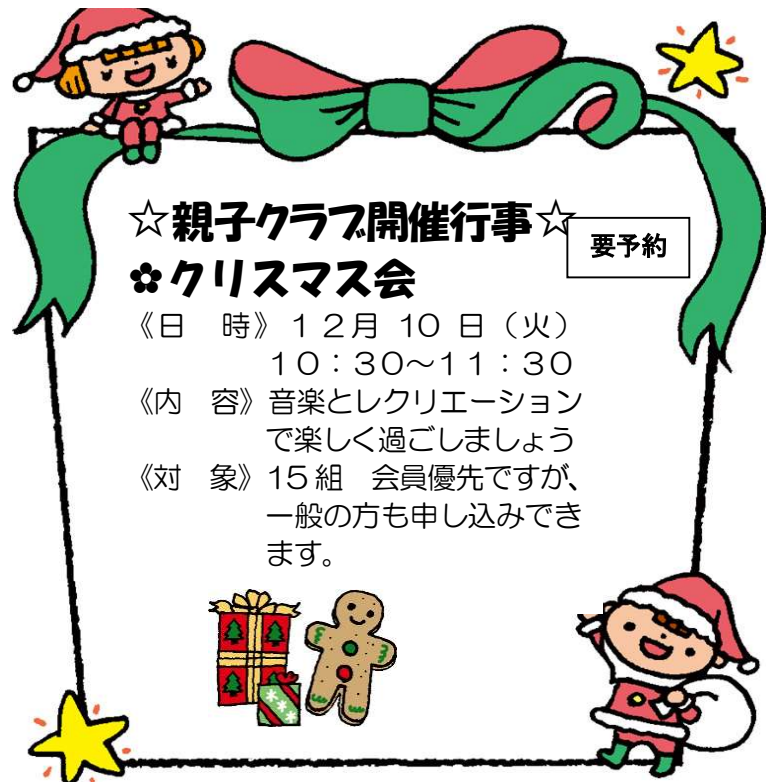 ☆親子クラブ開催行事☆
要予約
✿クリスマス会
《日　時》１２月 10 日（火）
１０：３０～１１：３０
《内　容》音楽とレクリエーション
で楽しく過ごしましょう
《対　象》15組　会員優先ですが、
一般の方も申し込みでき
ます。